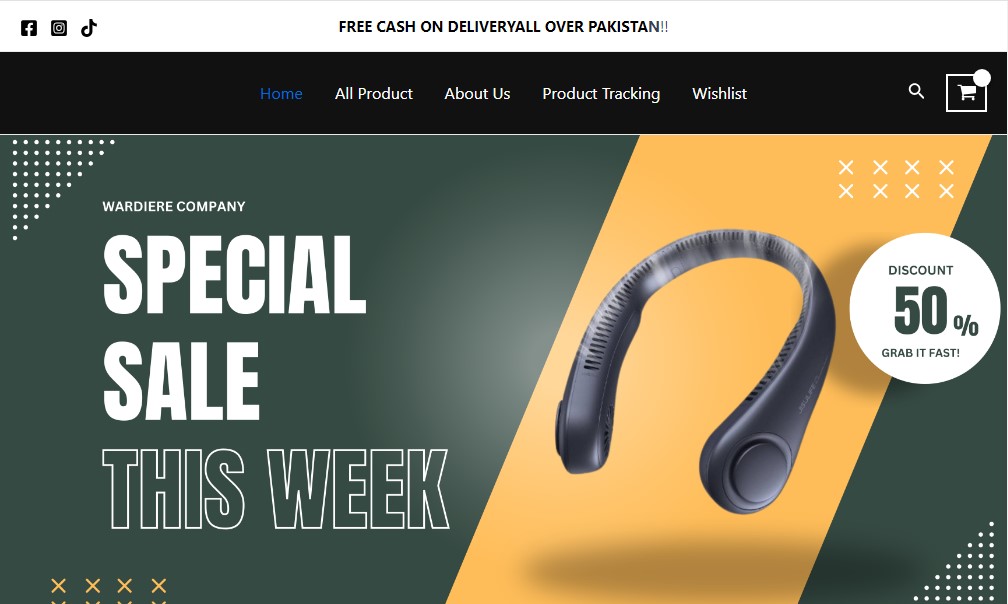 FREE CASH ON DELIVERYALL OVER PAKISTAN!!
Home All Product About Us Product Tracking Wishlist
WARDIERE COMPANY
SPECIAL
SALE
THIS WEEK
DISCOUNT
50 %
GRAB IT FAST!